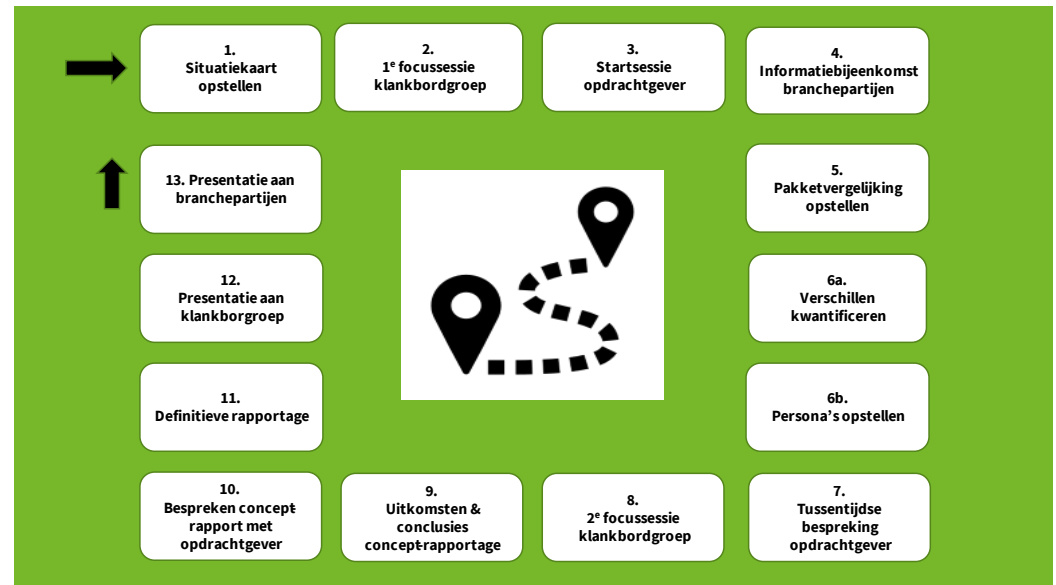 1.
Situatiekaart
opstellen
2.
1e focussessie
klankbordgroep
3.
Startsessie
opdrachtgever
4.
Informatiebijeenkomst
branchepartijen
5.
Pakketvergelijking
opstellen
6a.
Verschillen
kwantificeren
6b.
Persona's opstellen
7.
Tussentijdse
bespreking
opdrachtgever
8.
2e focussessie
klankbordgroep
9.
Uitkomsten &
conclusies
concept-rapportage
10.
Bespreken concept-
rapport met
opdrachtgever
11.
Definitieve rapportage
12.
Presentatie aan
klankborgroep
13. Presentatie aan
branchepartijen